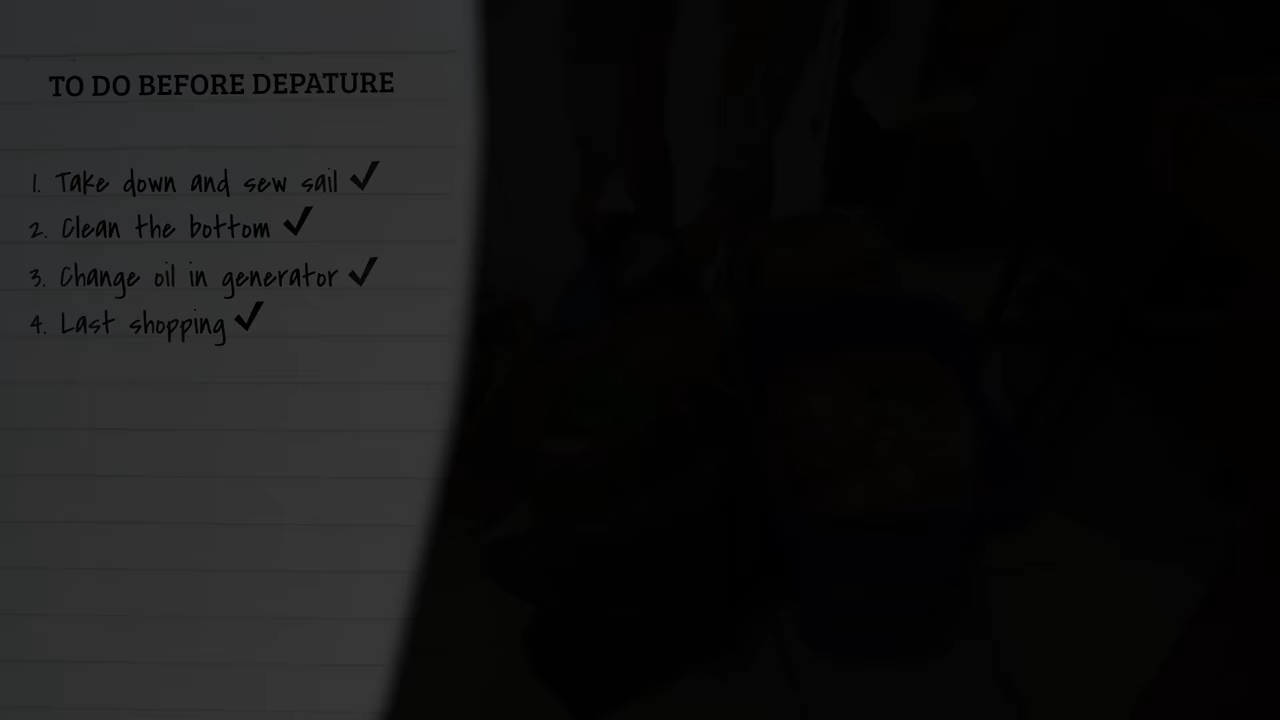 TO DO BEFORE DEPATURE
1. Take down and sew sail ✓
2. Clean the bottom ✓
3. Change oil in generator ✓
4. Last shopping ✓